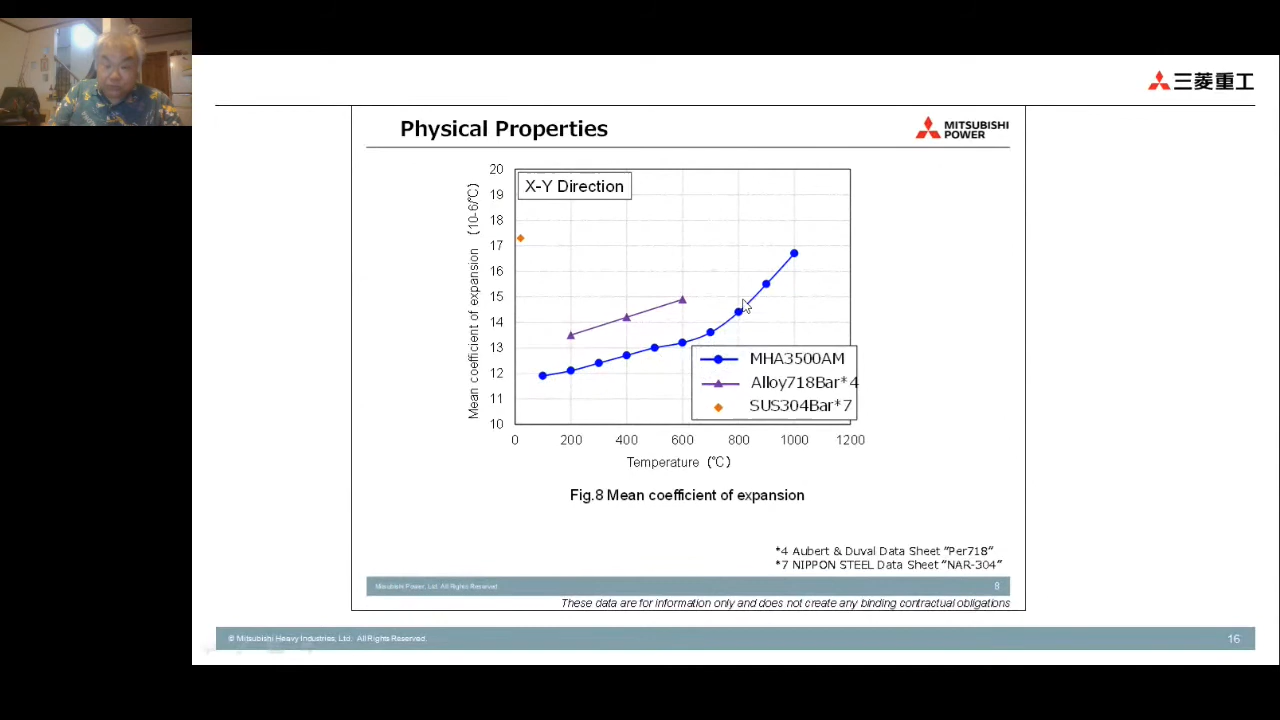 三菱重工
Physical Properties
MITSUBISHI
POWER
20
19
18
17
16
15
14
13
12
11
10
Mean coefficient of expansion (10-6/℃)
X-Y Direction
MHA3500AM
Alloy718Bar*4
SUS304Bar*7
0 200 400 600 800 1000 1200
Temperature (℃)
Fig.8 Mean coefficient of expansion
*4 Aubert & Duval Data Sheet "Per718"
*7 NIPPON STEEL Data Sheet "NAR-304"
Mitsubishi Power, Ltd. All Rights Reserved. 8
These data are for information only and does not create any binding contractual obligations
© Mitsubishi Heavy Industries, Ltd. All Rights Reserved. 16